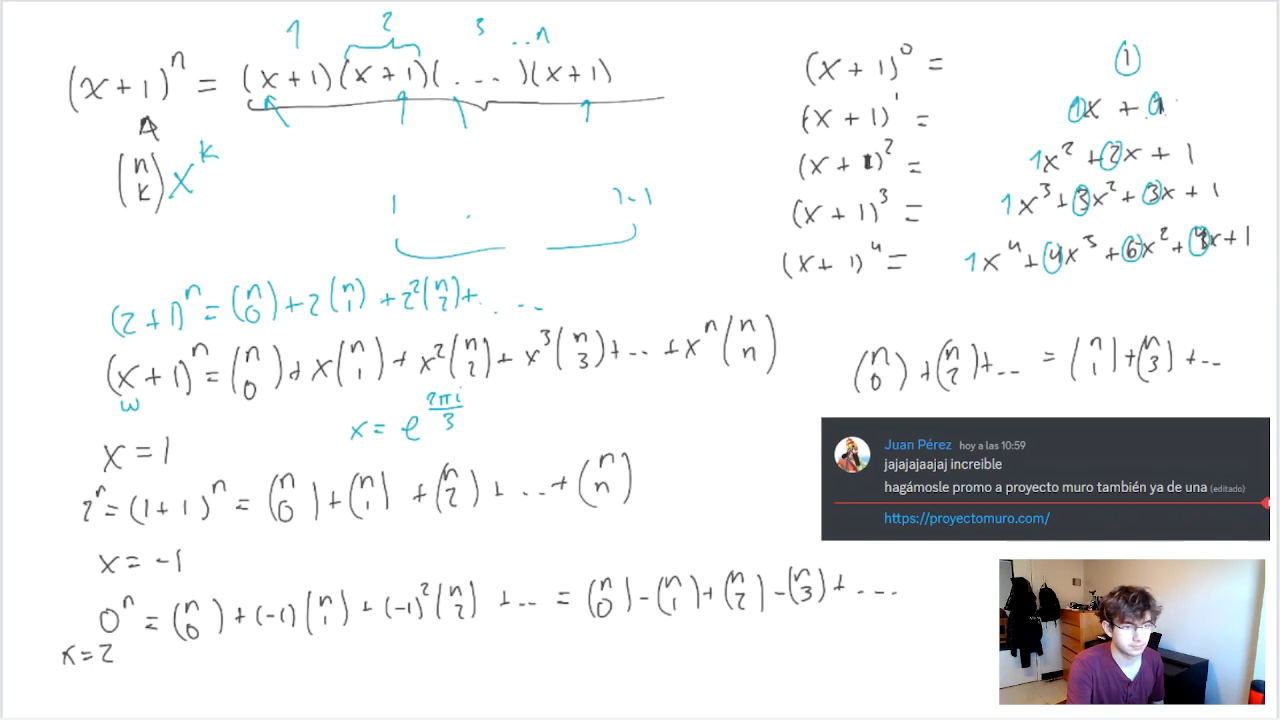 1 2 3 ..n
(x+1)^n = (x+1)(x+1)(....)(x+1)
(n k) x^k
1 . n-1
(2+1)^n = (n 0) + 2(n 1) + 2^2(n 2) + . ...
(x+1)^n = (n 0) + x(n 1) + x^2(n 2) + x^3(n 3) + ... + x^n(n n)
w
x = e^(2πi/3)
x = 1
2^n = (1+1)^n = (n 0) + (n 1) + (n 2) + ... + (n n)
x = -1
0^n = (n 0) + (-1)(n 1) + (-1)^2(n 2) + ... = (n 0) - (n 1) + (n 2) - (n 3) + ....
x = 2
(x+1)^0 = 1
(x+1)^1 = 1x + 1
(x+1)^2 = 1x^2 + 2x + 1
(x+1)^3 = 1x^3 + 3x^2 + 3x + 1
(x+1)^4 = 1x^4 + 4x^3 + 6x^2 + 4x + 1
(n 0) + (n 2) + ... = (n 1) + (n 3) + ...
Juan Pérez hoy a las 10:59
jajajajaajaj increible
hagámosle promo a proyecto muro también ya de una (editado)
https://proyectomuro.com/